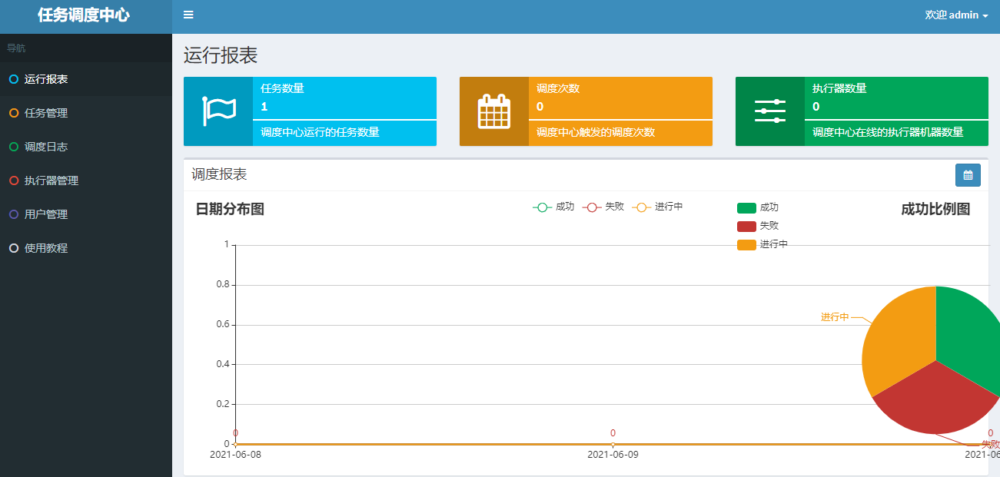 任务调度中心
欢迎 admin
导航
运行报表
任务管理
调度日志
执行器管理
用户管理
使用教程
运行报表
任务数量
1
调度中心运行的任务数量
调度次数
0
调度中心触发的调度次数
执行器数量
0
调度中心在线的执行器机器数量
调度报表
日期分布图
成功 失败 进行中
成功
失败
进行中
成功比例图
1
0.8
0.6
0.4
0.2
0
0 0 0
2021-06-08 2021-06-09 2021-06
进行中
失败